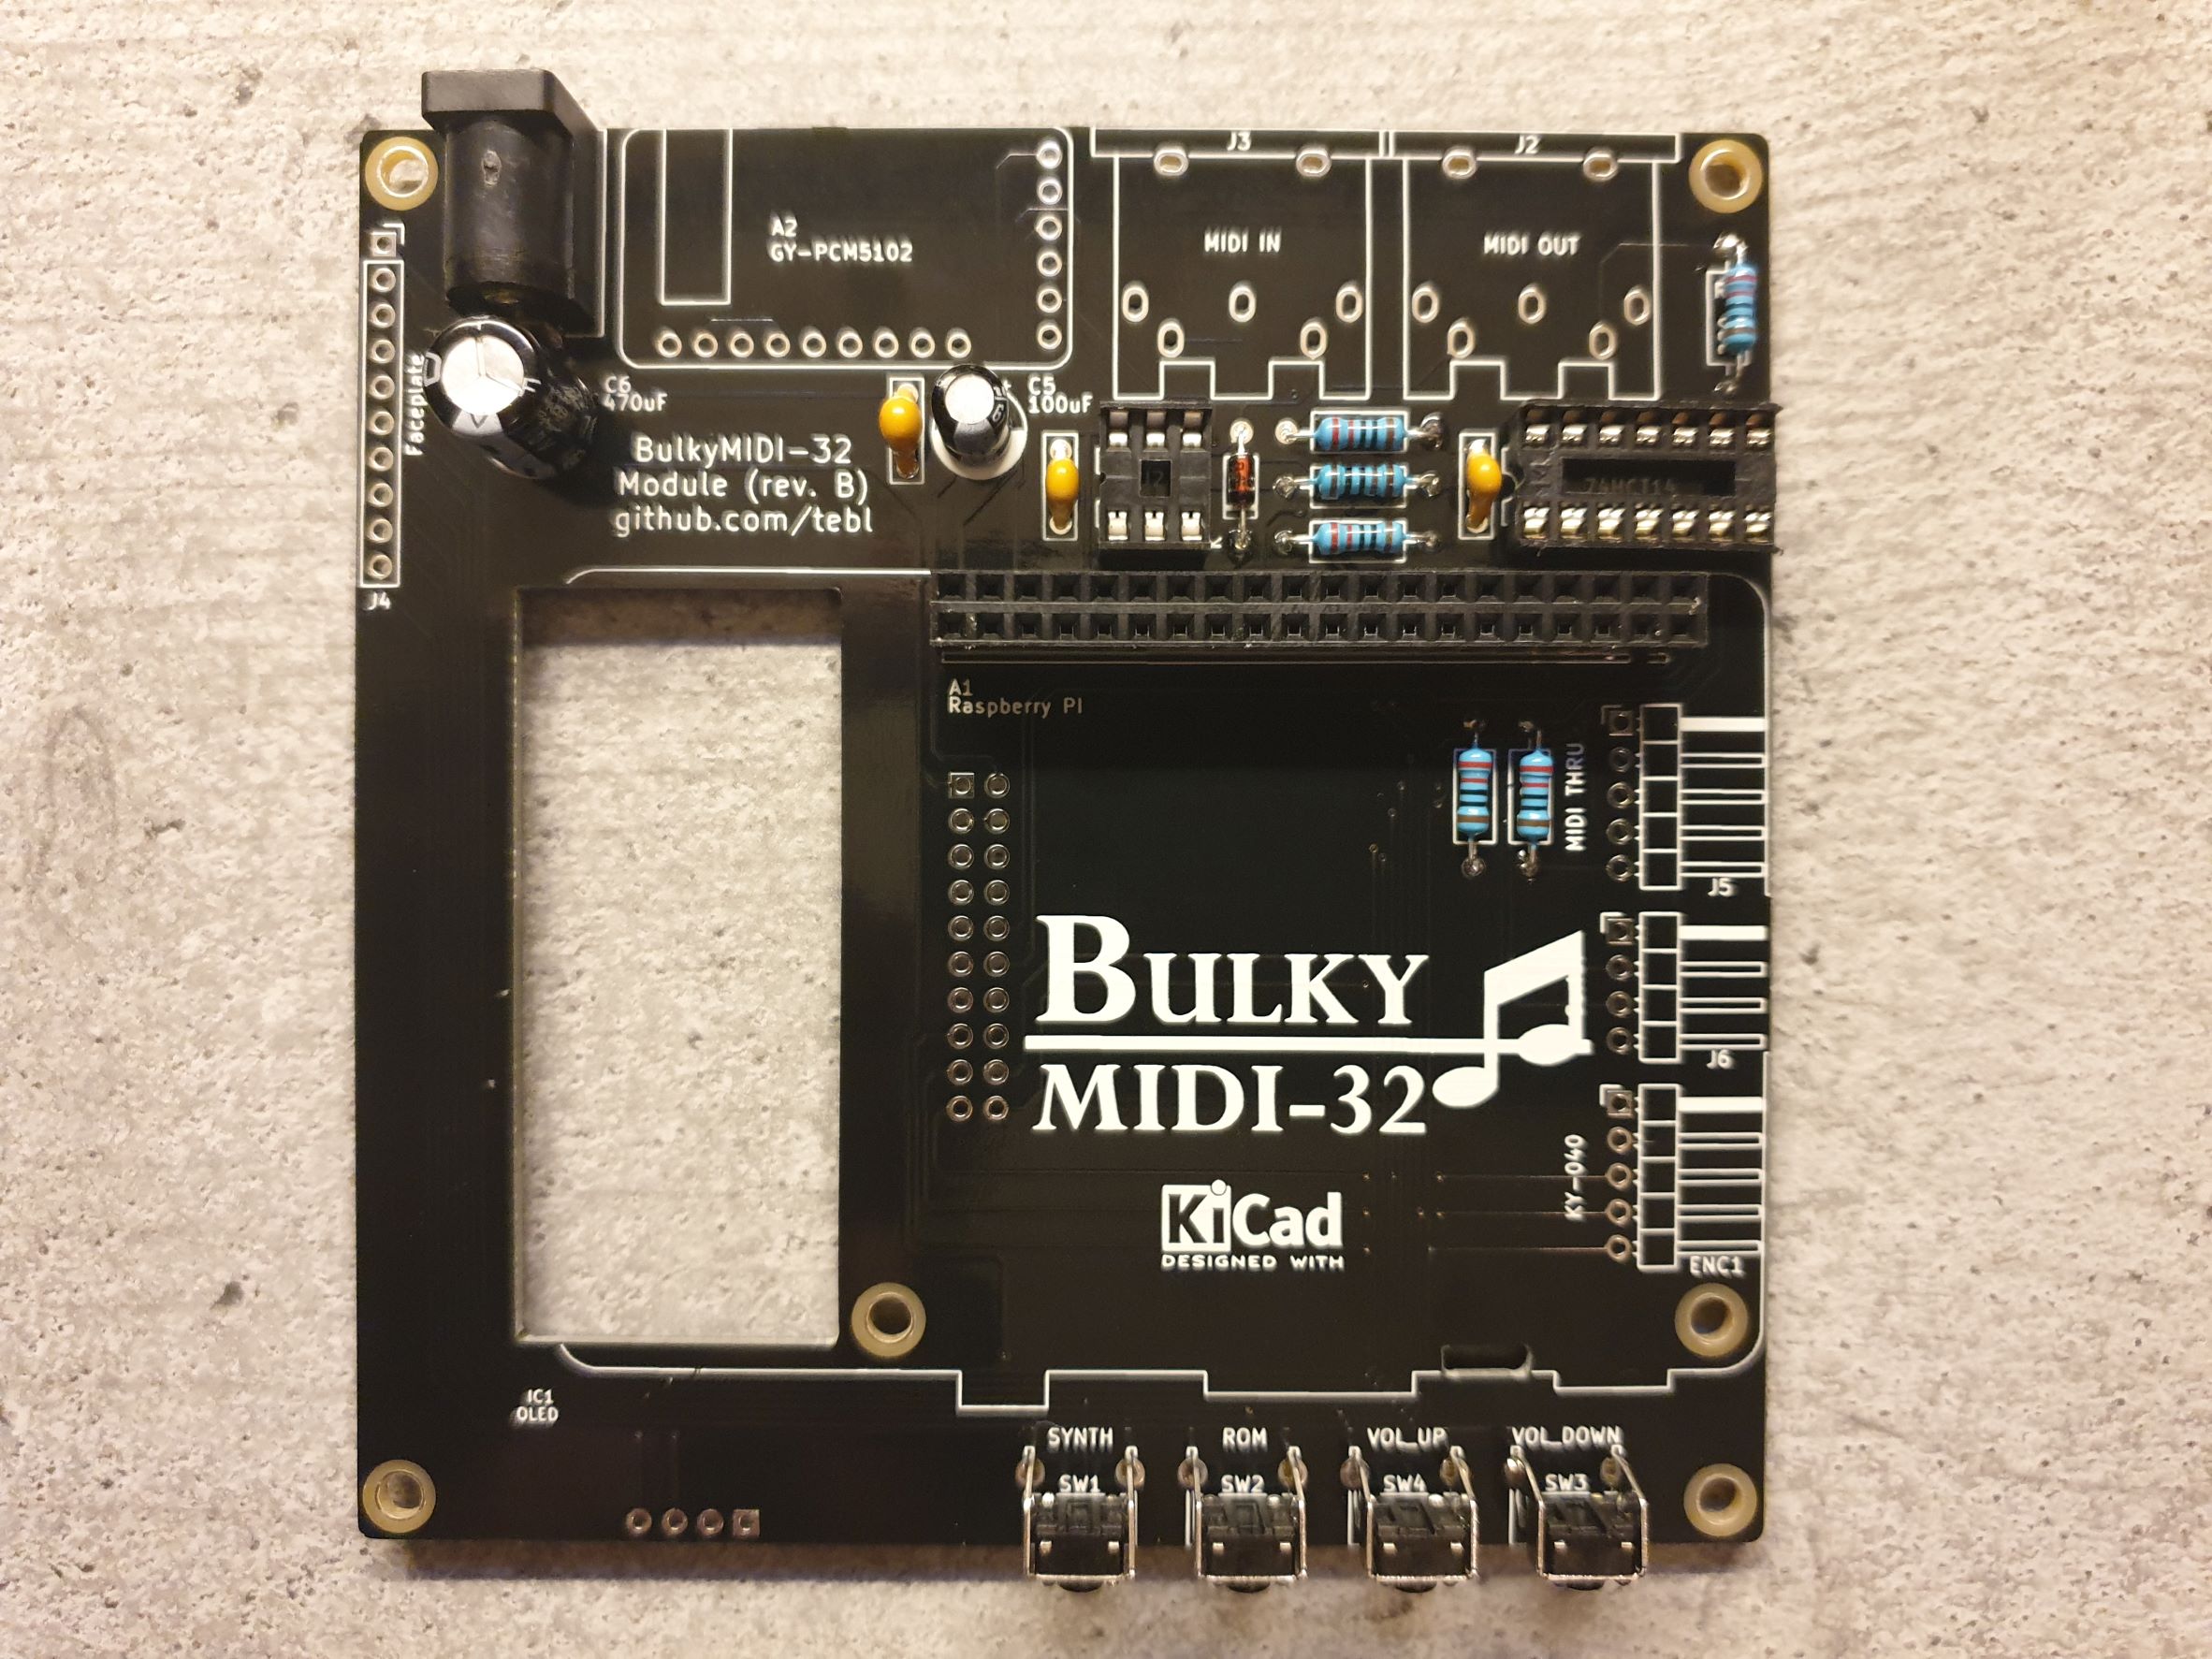 J3
J2
A2
GY-PCM5102
MIDI IN
MIDI OUT
Faceplate
J4
C6
470uF
C5
100uF
BulkyMIDI-32
Module (rev. B)
github.com/tebl
74HCT14
A1
Raspberry PI
MIDI THRU
J5
BULKY
MIDI-32
J6
KY-040
KiCad
DESIGNED WITH
ENC1
IC1
OLED
SYNTH
ROM
VOL_UP
VOL_DOWN
SW1
SW2
SW4
SW3